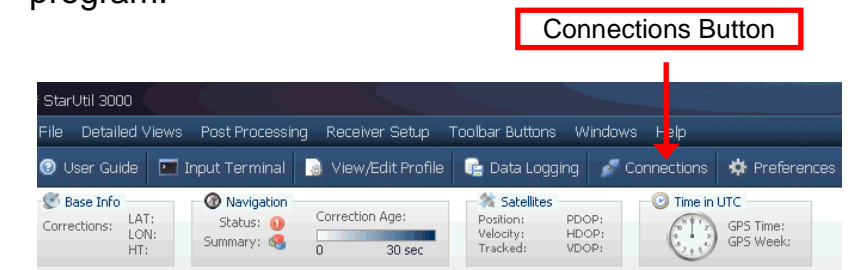 program.
Connections Button
StarUtil 3000
File Detailed Views Post Processing Receiver Setup Toolbar Buttons Windows Help
User Guide Input Terminal View/Edit Profile Data Logging Connections Preferences
Base Info Navigation Satellites Time in UTC
Corrections: LAT: Status: Correction Age: Position: PDOP: GPS Time:
LON: Summary: Velocity: HDOP: GPS Week:
HT: 0 30 sec Tracked: VDOP: